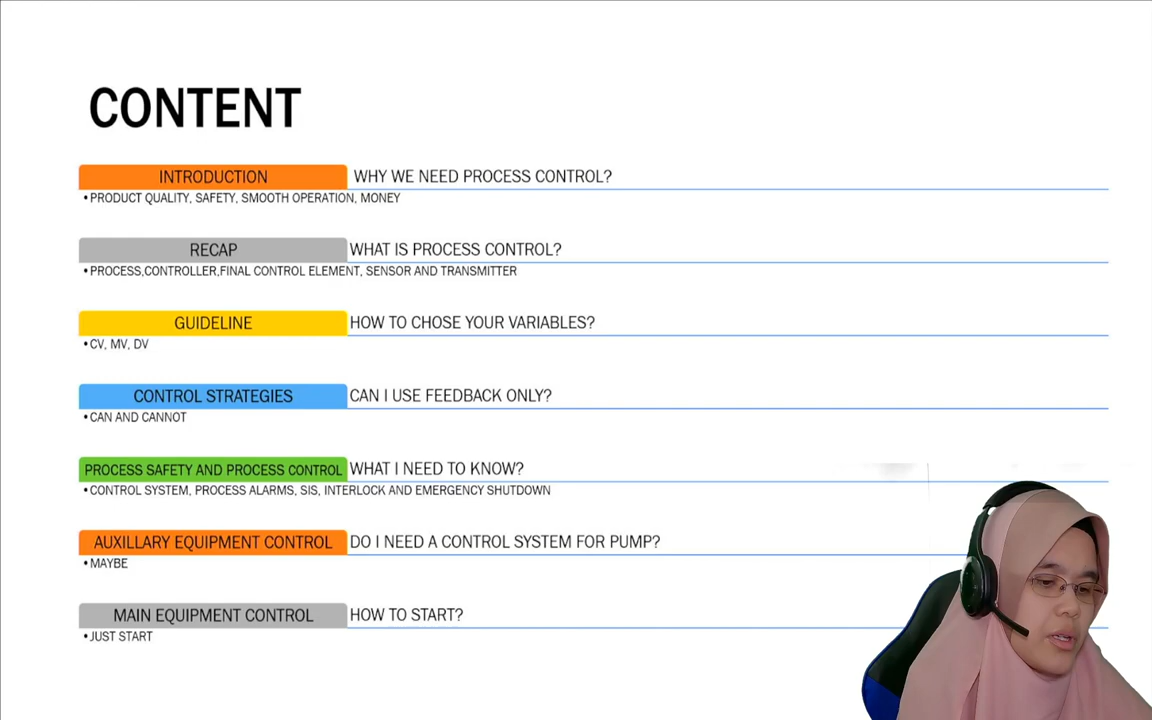 CONTENT
INTRODUCTION WHY WE NEED PROCESS CONTROL?
•PRODUCT QUALITY, SAFETY, SMOOTH OPERATION, MONEY
RECAP WHAT IS PROCESS CONTROL?
•PROCESS,CONTROLLER,FINAL CONTROL ELEMENT, SENSOR AND TRANSMITTER
GUIDELINE HOW TO CHOSE YOUR VARIABLES?
•CV, MV, DV
CONTROL STRATEGIES CAN I USE FEEDBACK ONLY?
•CAN AND CANNOT
PROCESS SAFETY AND PROCESS CONTROL WHAT I NEED TO KNOW?
•CONTROL SYSTEM, PROCESS ALARMS, SIS, INTERLOCK AND EMERGENCY SHUTDOWN
AUXILLARY EQUIPMENT CONTROL DO I NEED A CONTROL SYSTEM FOR PUMP?
•MAYBE
MAIN EQUIPMENT CONTROL HOW TO START?
•JUST START